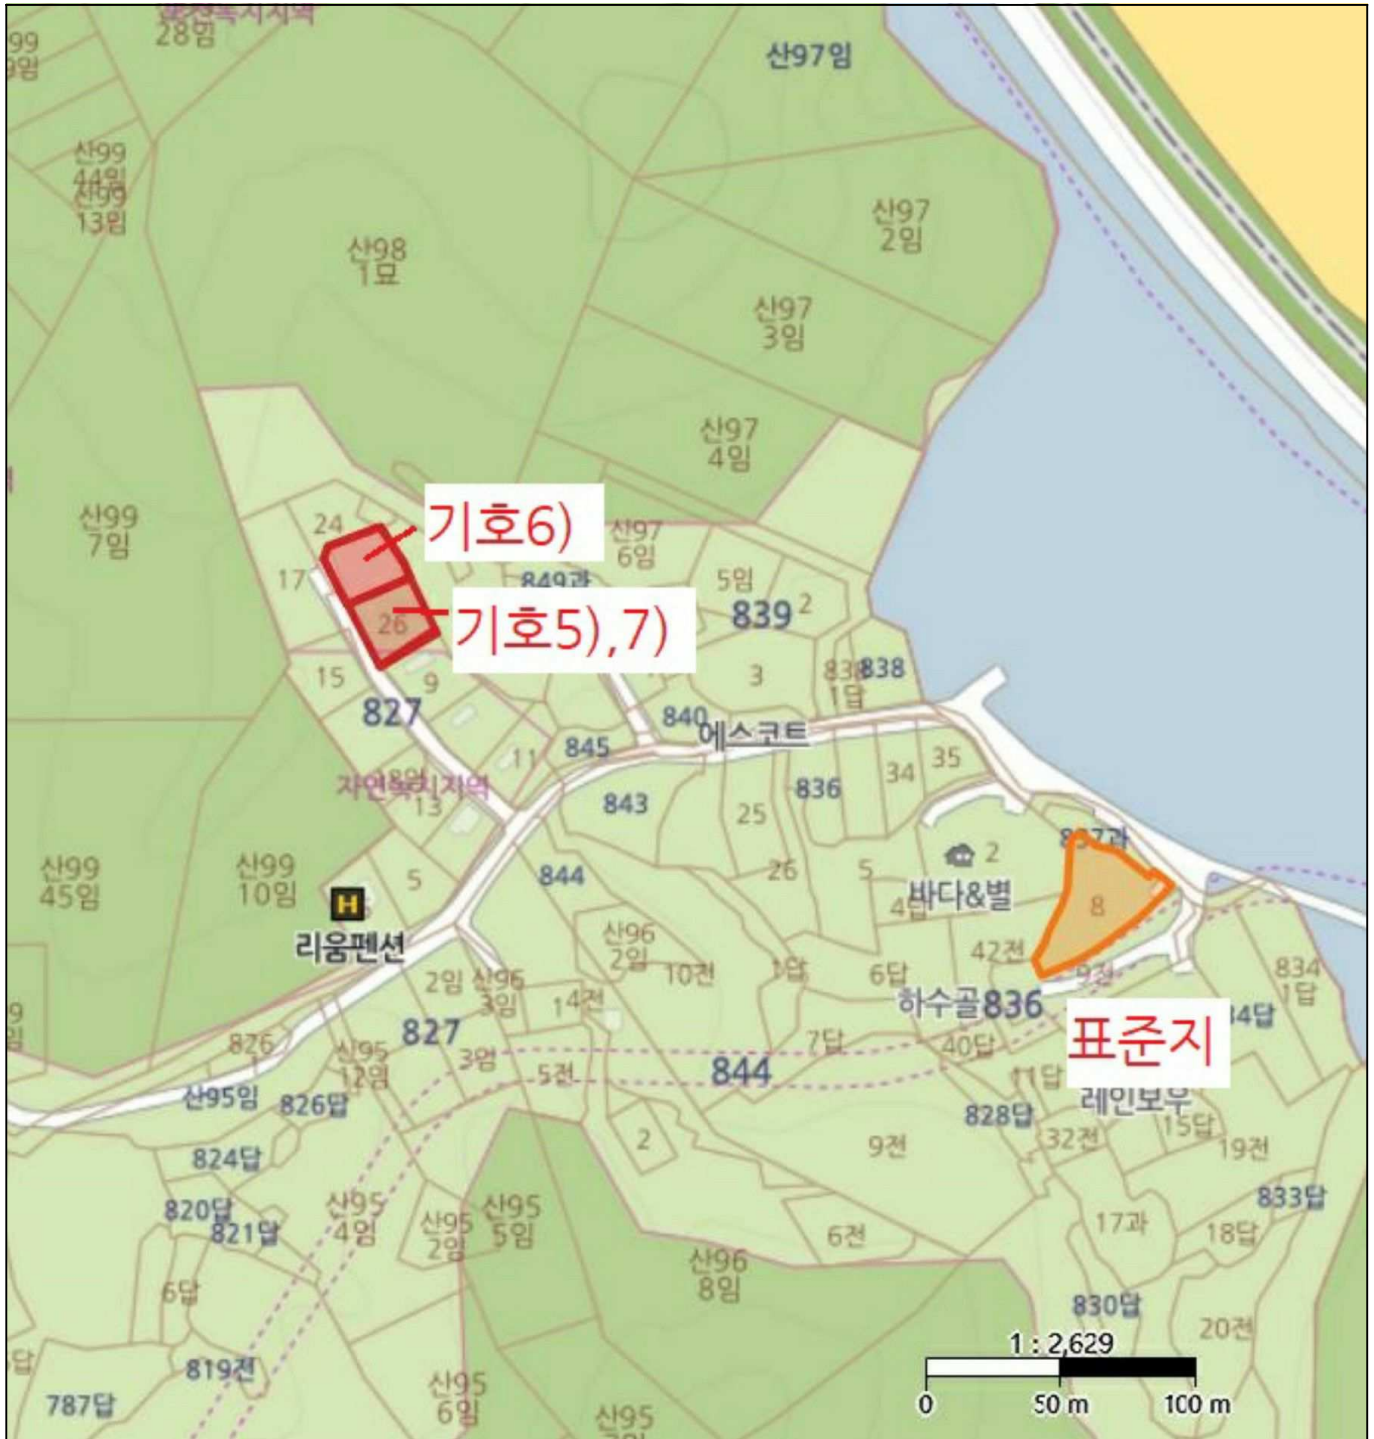 28임
99
9임
산97임
산99
44임
산99
13임
산97
2임
산98
1묘
산97
3임
산97
4임
산99
7임
24
기호6)
산97
6임
17
849과
5임
839
2
26
기호5),7)
15
9
3
838
1답
838
827
840
에스코트
845
11
35
34
자연녹지지역
13
843
836
25
837과
2
산99
45임
산99
10임
5
844
26
5
바다&별
4답
8
H
리움펜션
산96
2임
10전
1답
6답
42전
9전
834
1답
2임
산96
3임
14전
하수골836
827
826
1
산95
12임
3임
5전
7답
844
40답
표준지
34답
11답
레인보우
산95임
826답
828답
32전
15답
19전
824답
2
9전
820답
821답
산95
4임
산95
2임
산95
5임
833답
17과
18답
6전
산96
8임
6답
830답
20전
819전
787답
산95
6임
산95
1 : 2,629
0 50 m 100 m